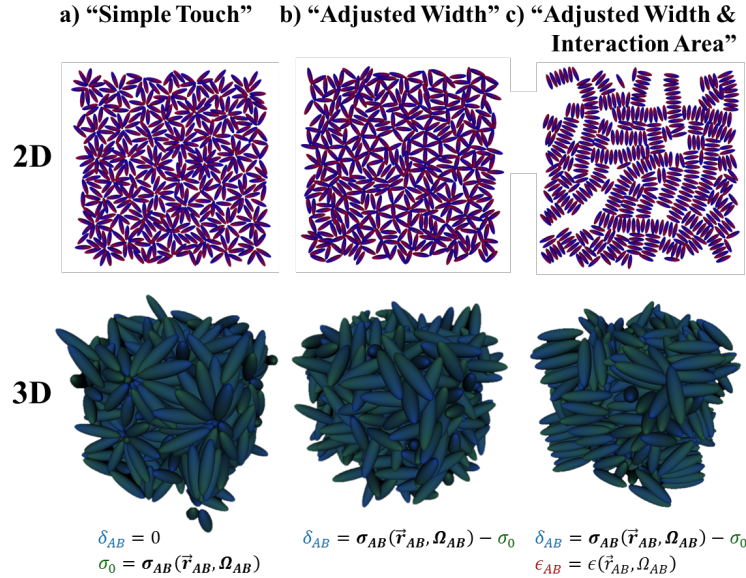 a) “Simple Touch” b) “Adjusted Width” c) “Adjusted Width &
Interaction Area”
2D
3D
δ_AB = 0
σ_0 = σ_AB(r⃗_AB, Ω_AB)
δ_AB = σ_AB(r⃗_AB, Ω_AB) − σ_0
δ_AB = σ_AB(r⃗_AB, Ω_AB) − σ_0
ϵ_AB = ϵ(r⃗_AB, Ω_AB)